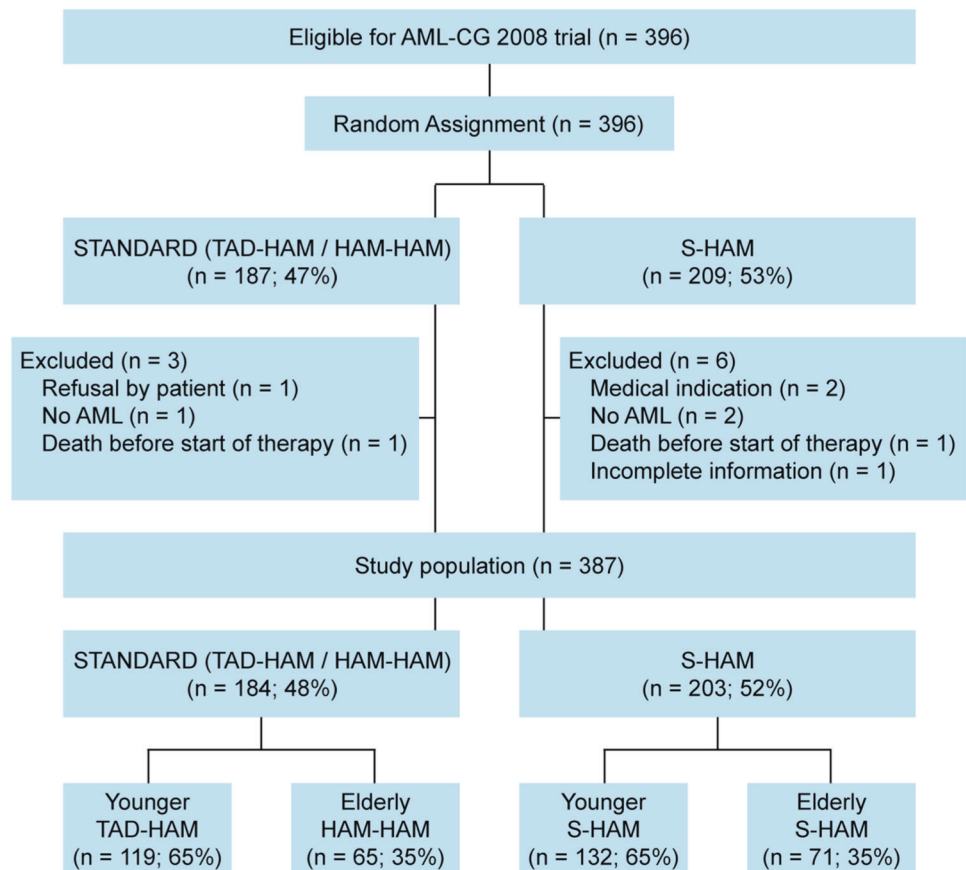 Eligible for AML-CG 2008 trial (n = 396)
Random Assignment (n = 396)
STANDARD (TAD-HAM / HAM-HAM)
(n = 187; 47%)
S-HAM
(n = 209; 53%)
Excluded (n = 3)
Refusal by patient (n = 1)
No AML (n = 1)
Death before start of therapy (n = 1)
Excluded (n = 6)
Medical indication (n = 2)
No AML (n = 2)
Death before start of therapy (n = 1)
Incomplete information (n = 1)
Study population (n = 387)
STANDARD (TAD-HAM / HAM-HAM)
(n = 184; 48%)
S-HAM
(n = 203; 52%)
Younger
TAD-HAM
(n = 119; 65%)
Elderly
HAM-HAM
(n = 65; 35%)
Younger
S-HAM
(n = 132; 65%)
Elderly
S-HAM
(n = 71; 35%)